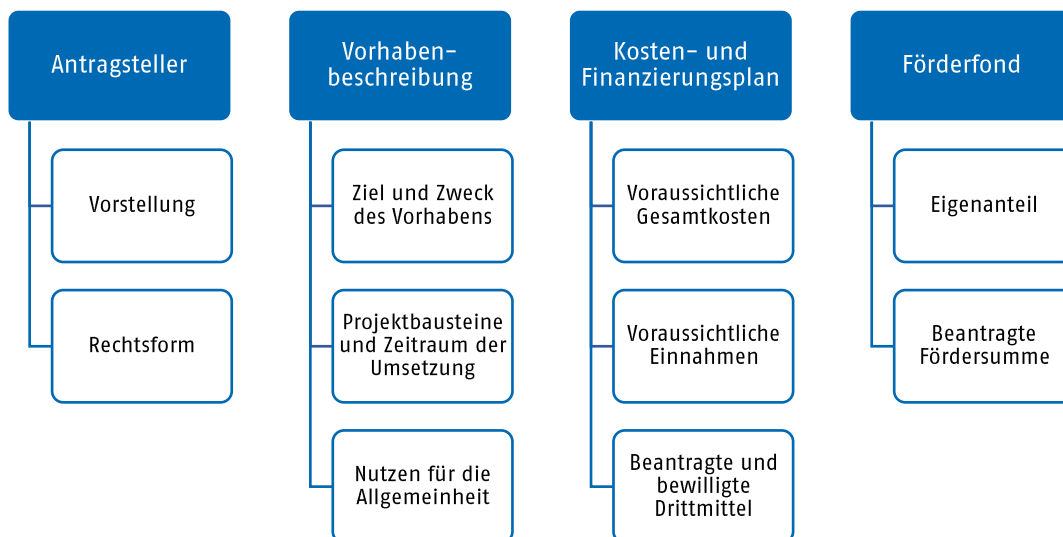 Antragsteller
Vorstellung
Rechtsform
Vorhaben-
beschreibung
Ziel und Zweck
des Vorhabens
Projektbausteine
und Zeitraum der
Umsetzung
Nutzen für die
Allgemeinheit
Kosten- und
Finanzierungsplan
Voraussichtliche
Gesamtkosten
Voraussichtliche
Einnahmen
Beantragte und
bewilligte
Drittmittel
Förderfond
Eigenanteil
Beantragte
Fördersumme